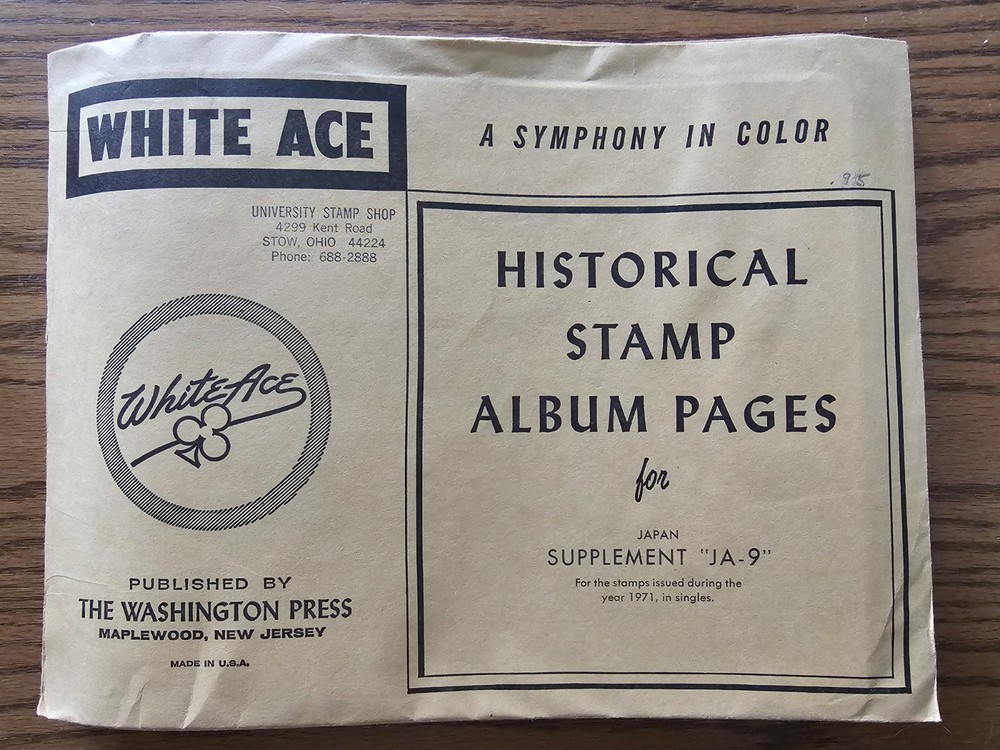 WHITE ACE
A SYMPHONY IN COLOR
UNIVERSITY STAMP SHOP
4299 Kent Road
STOW, OHIO 44224
Phone: 688-2888
White Ace
PUBLISHED BY
THE WASHINGTON PRESS
MAPLEWOOD, NEW JERSEY
MADE IN U.S.A.
HISTORICAL
STAMP
ALBUM PAGES
for
JAPAN
SUPPLEMENT "JA-9"
For the stamps issued during the
year 1971, in singles.